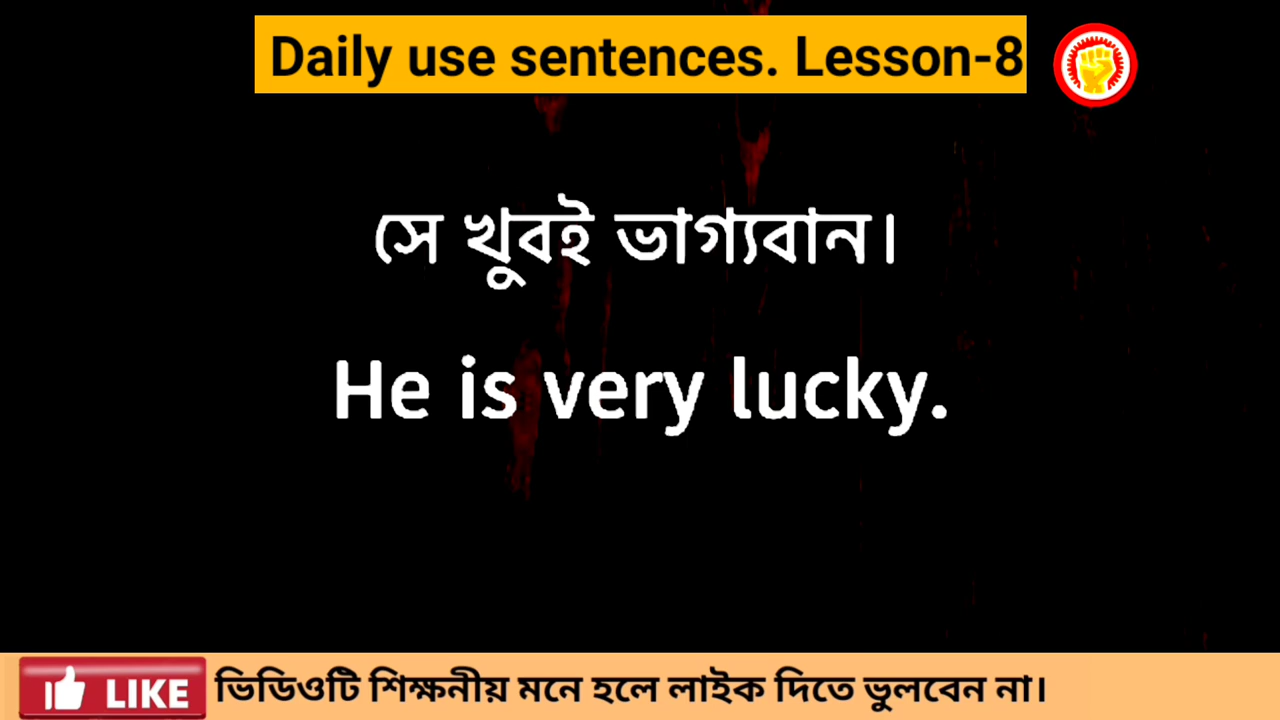 Daily use sentences. Lesson-8
সে খুবই ভাগ্যবান।
He is very lucky.
LIKE ভিডিওটি শিক্ষনীয় মনে হলে লাইক দিতে ভুলবেন না।